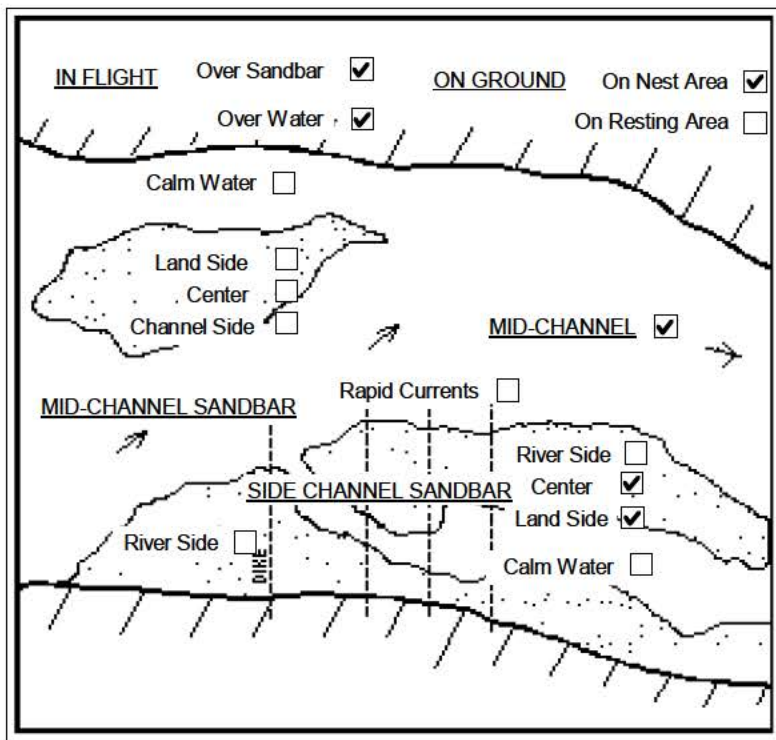 IN FLIGHT Over Sandbar ON GROUND On Nest Area
Over Water On Resting Area
Calm Water
Land Side
Center
Channel Side
MID-CHANNEL
Rapid Currents
MID-CHANNEL SANDBAR
River Side
SIDE CHANNEL SANDBAR Center
Land Side
River Side
DIKE
Calm Water